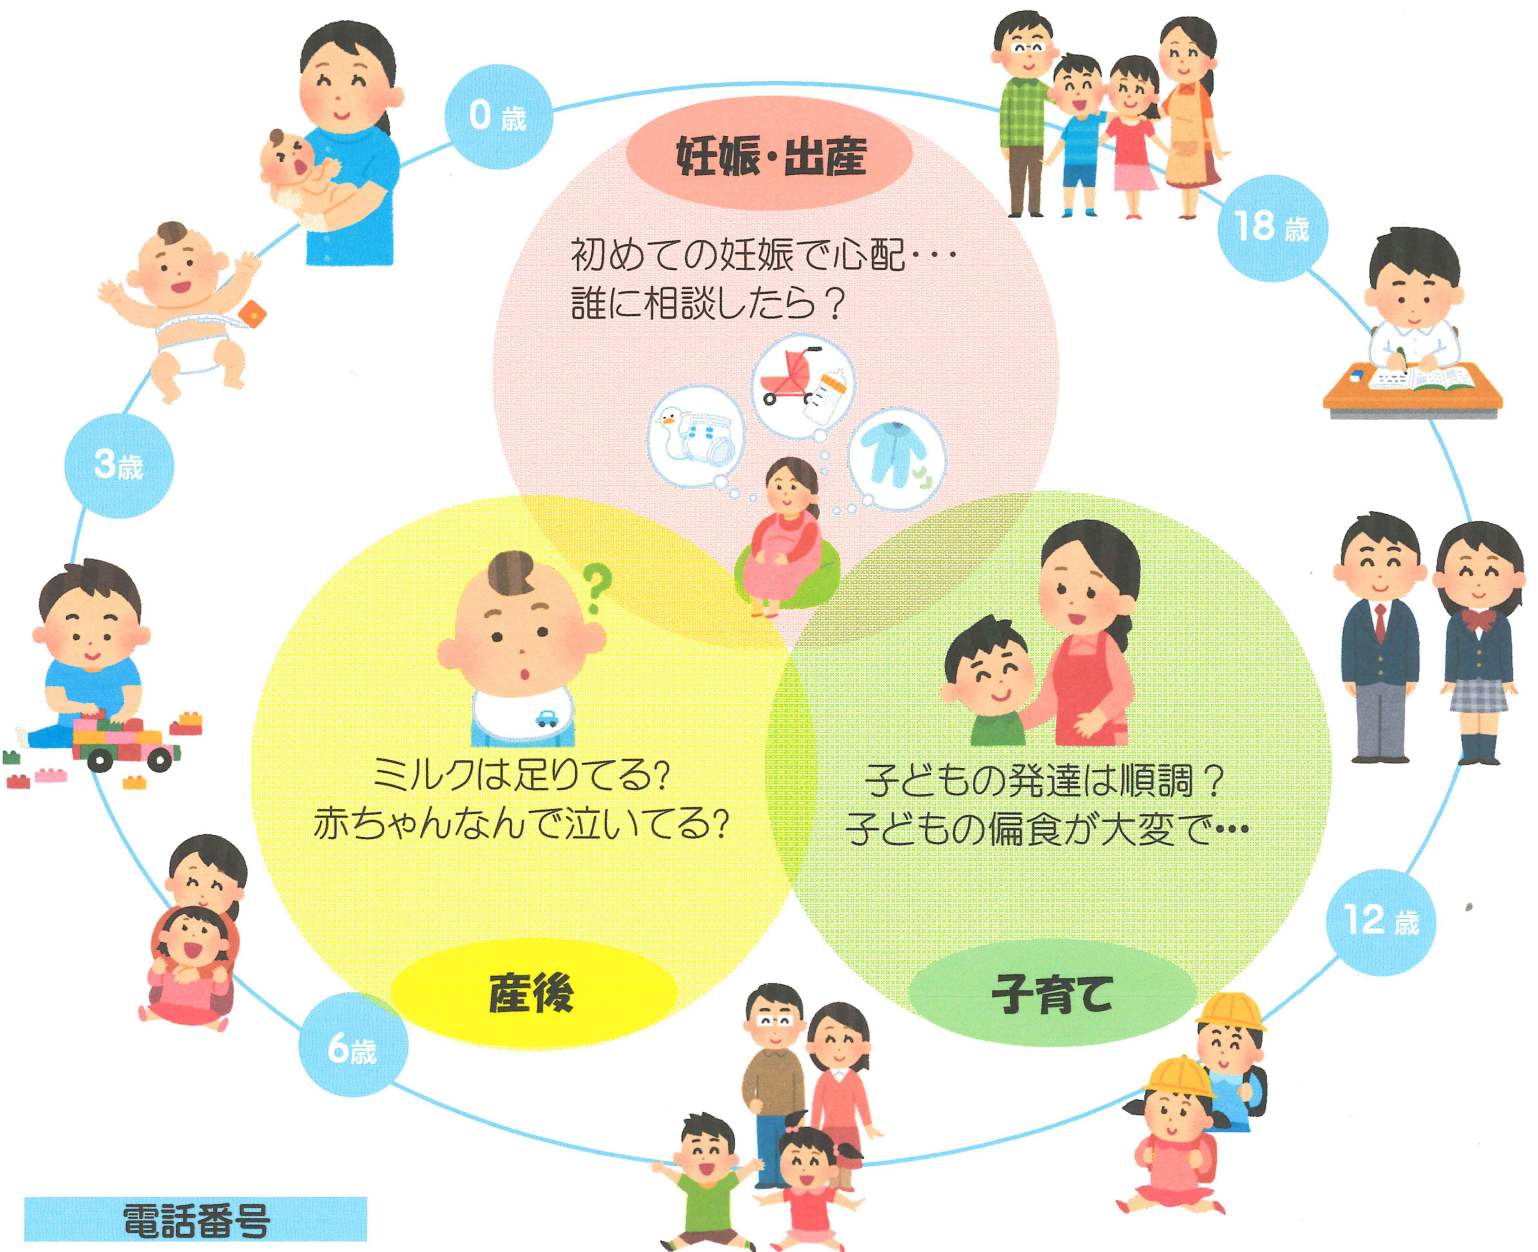 0歳
妊娠・出産
18歳
初めての妊娠で心配・・・
誰に相談したら？
3歳
?
ミルクは足りてる?
赤ちゃんなんで泣いてる?
子どもの発達は順調？
子どもの偏食が大変で・・・
12歳
産後
子育て
6歳
電話番号